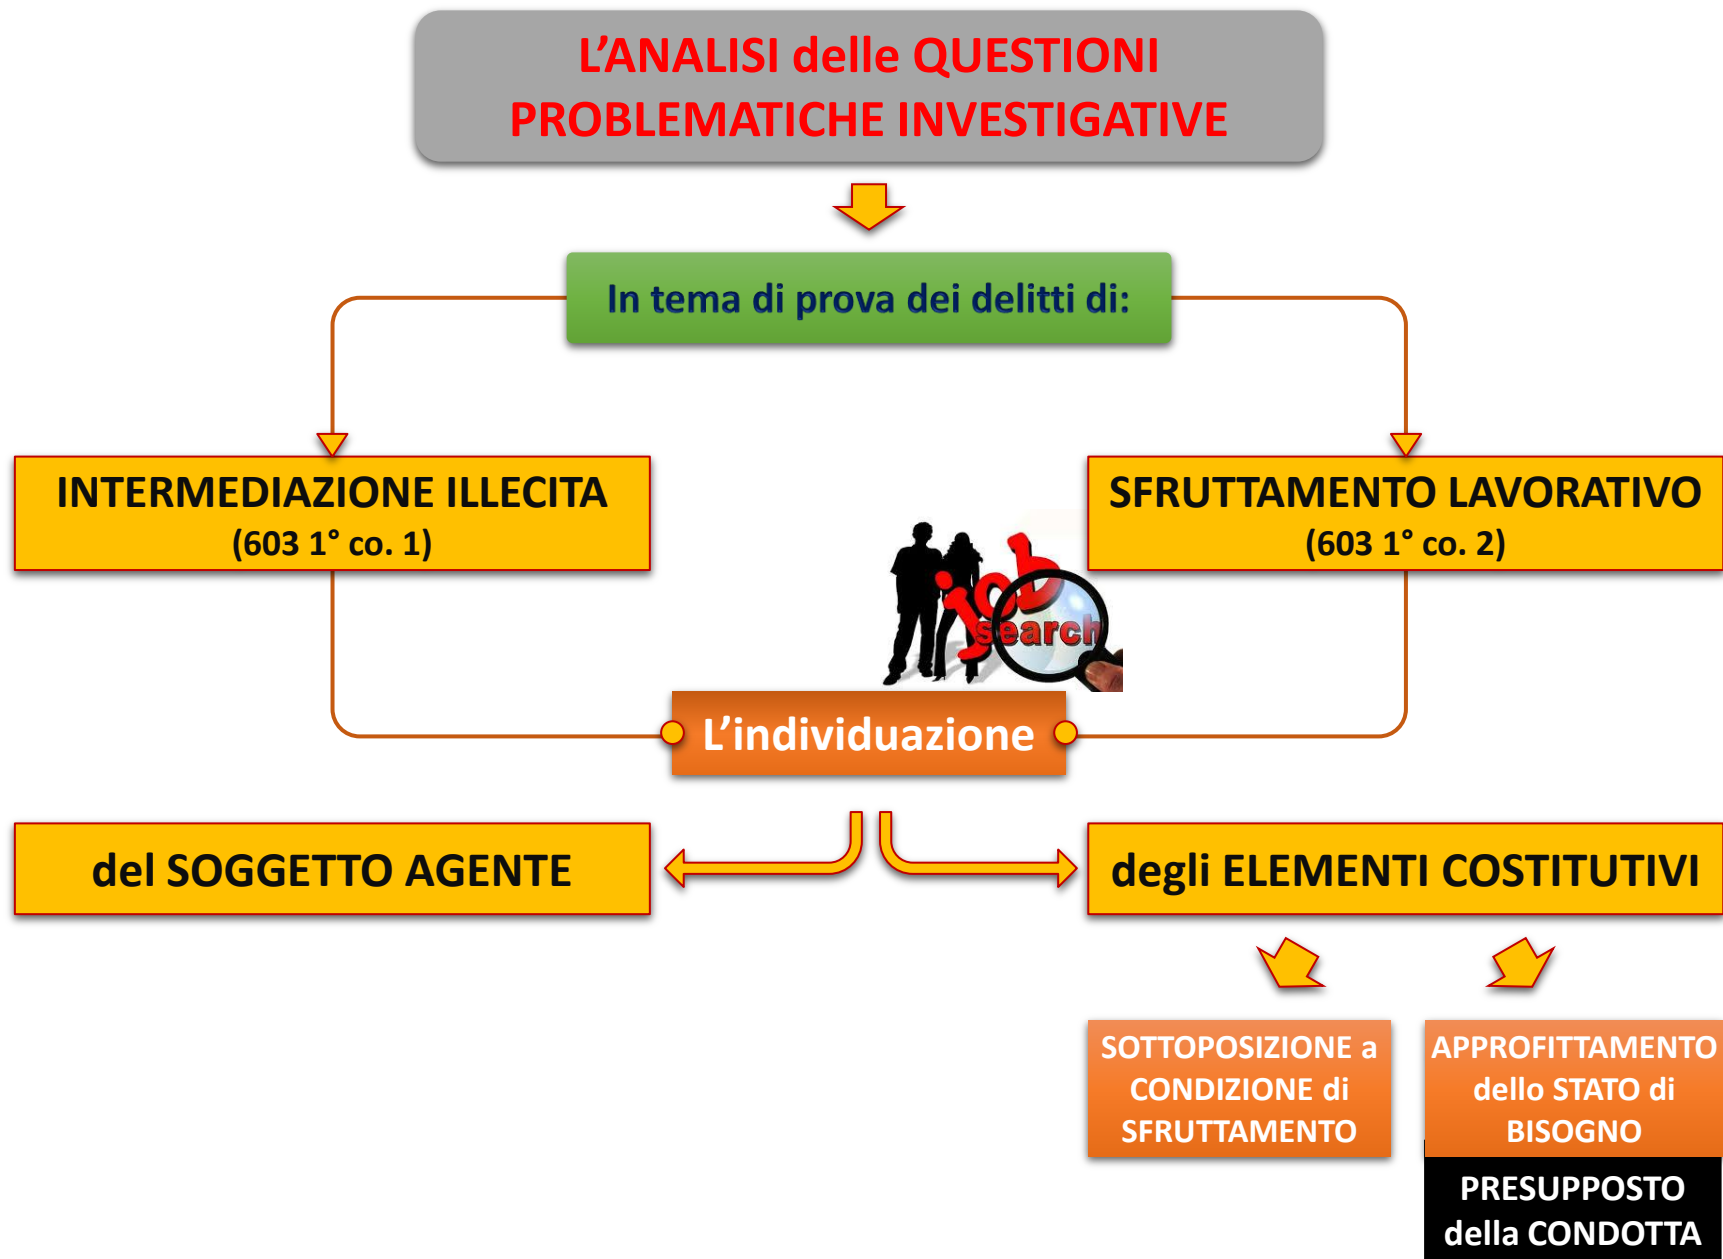 L’ANALISI delle QUESTIONI
PROBLEMATICHE INVESTIGATIVE
In tema di prova dei delitti di:
INTERMEDIAZIONE ILLECITA
(603 1° co. 1)
SFRUTTAMENTO LAVORATIVO
(603 1° co. 2)
job
search
L’individuazione
del SOGGETTO AGENTE
degli ELEMENTI COSTITUTIVI
SOTTOPOSIZIONE a
CONDIZIONE di
SFRUTTAMENTO
APPROFITTAMENTO
dello STATO di
BISOGNO
PRESUPPOSTO
della CONDOTTA